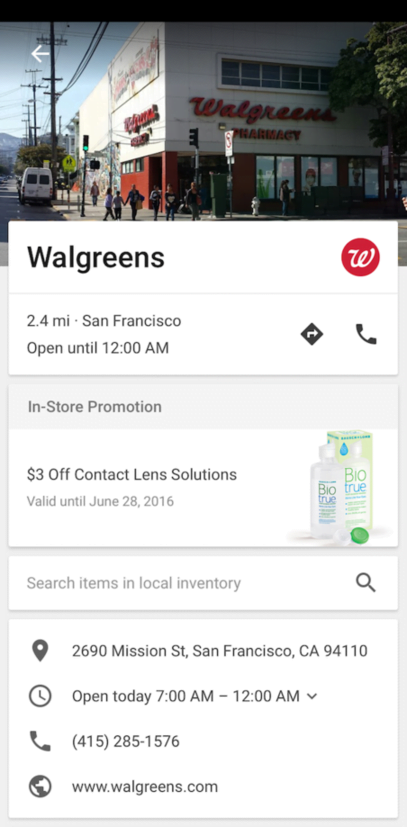 Walgreens
PHARMACY
Walgreens
2.4 mi · San Francisco
Open until 12:00 AM
In-Store Promotion
$3 Off Contact Lens Solutions
Valid until June 28, 2016
Bio
true
Bio
true
Search items in local inventory
2690 Mission St, San Francisco, CA 94110
Open today 7:00 AM – 12:00 AM
(415) 285-1576
www.walgreens.com